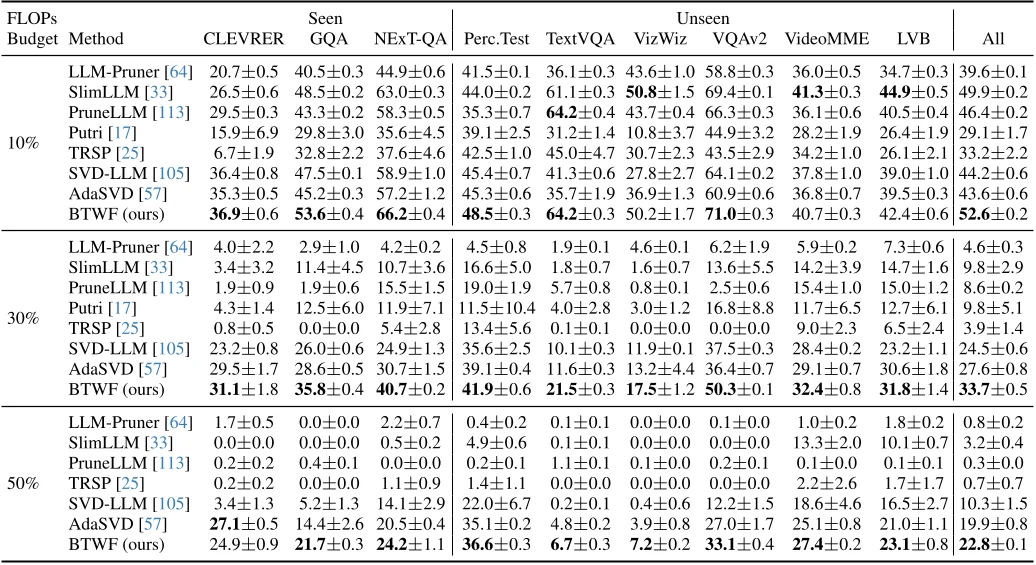 FLOPs Seen Unseen
Budget Method CLEVRER GQA NExT-QA Perc.Test TextVQA VizWiz VQAv2 VideoMME LVB All
LLM-Pruner [64] 20.7±0.5 40.5±0.3 44.9±0.6 41.5±0.1 36.1±0.3 43.6±1.0 58.8±0.3 36.0±0.5 34.7±0.3 39.6±0.1
SlimLLM [33] 26.5±0.6 48.5±0.2 63.0±0.3 44.0±0.2 61.1±0.3 50.8±1.5 69.4±0.1 41.3±0.3 44.9±0.5 49.9±0.2
PruneLLM [113] 29.5±0.3 43.3±0.2 58.3±0.5 35.3±0.7 64.2±0.4 43.7±0.4 66.3±0.3 36.1±0.6 40.5±0.4 46.4±0.2
Putri [17] 15.9±6.9 29.8±3.0 35.6±4.5 39.1±2.5 31.2±1.4 10.8±3.7 44.9±3.2 28.2±1.9 26.4±1.9 29.1±1.7
10%
TRSP [25] 6.7±1.9 32.8±2.2 37.6±4.6 42.5±1.0 45.0±4.7 30.7±2.3 43.5±2.9 34.2±1.0 26.1±2.1 33.2±2.2
SVD-LLM [105] 36.4±0.8 47.5±0.1 58.9±1.0 45.4±0.7 41.3±0.6 27.8±2.7 64.1±0.2 37.8±1.0 39.0±1.0 44.2±0.6
AdaSVD [57] 35.3±0.5 45.2±0.3 57.2±1.2 45.3±0.6 35.7±1.9 36.9±1.3 60.9±0.6 36.8±0.7 39.5±0.3 43.6±0.6
BTWF (ours) 36.9±0.6 53.6±0.4 66.2±0.4 48.5±0.3 64.2±0.3 50.2±1.7 71.0±0.3 40.7±0.3 42.4±0.6 52.6±0.2
LLM-Pruner [64] 4.0±2.2 2.9±1.0 4.2±0.2 4.5±0.8 1.9±0.1 4.6±0.1 6.2±1.9 5.9±0.2 7.3±0.6 4.6±0.3
SlimLLM [33] 3.4±3.2 11.4±4.5 10.7±3.6 16.6±5.0 1.8±0.7 1.6±0.7 13.6±5.5 14.2±3.9 14.7±1.6 9.8±2.9
PruneLLM [113] 1.9±0.9 1.9±0.6 15.5±1.5 19.0±1.9 5.7±0.8 0.8±0.1 2.5±0.6 15.4±1.0 15.0±1.2 8.6±0.2
Putri [17] 4.3±1.4 12.5±6.0 11.9±7.1 11.5±10.4 4.0±2.8 3.0±1.2 16.8±8.8 11.7±6.5 12.7±6.1 9.8±5.1
30%
TRSP [25] 0.8±0.5 0.0±0.0 5.4±2.8 13.4±5.6 0.1±0.1 0.0±0.0 0.0±0.0 9.0±2.3 6.5±2.4 3.9±1.4
SVD-LLM [105] 23.2±0.8 26.0±0.6 24.9±1.3 35.6±2.5 10.1±0.3 11.9±0.1 37.5±0.3 28.4±0.2 23.2±1.1 24.5±0.6
AdaSVD [57] 29.5±1.7 28.6±0.5 30.7±1.5 39.1±0.4 11.6±0.3 13.2±4.4 36.4±0.7 29.1±0.7 30.6±1.8 27.6±0.8
BTWF (ours) 31.1±1.8 35.8±0.4 40.7±0.2 41.9±0.6 21.5±0.3 17.5±1.2 50.3±0.1 32.4±0.8 31.8±1.4 33.7±0.5
LLM-Pruner [64] 1.7±0.5 0.0±0.0 2.2±0.7 0.4±0.2 0.1±0.1 0.0±0.0 0.1±0.0 1.0±0.2 1.8±0.2 0.8±0.2
SlimLLM [33] 0.0±0.0 0.0±0.0 0.5±0.2 4.9±0.6 0.1±0.1 0.0±0.0 0.0±0.0 13.3±2.0 10.1±0.7 3.2±0.4
PruneLLM [113] 0.2±0.2 0.4±0.1 0.0±0.0 0.2±0.1 1.1±0.1 0.1±0.0 0.2±0.1 0.1±0.0 0.1±0.1 0.3±0.0
50% TRSP [25] 0.2±0.2 0.0±0.0 1.1±0.9 1.4±1.1 0.0±0.0 0.0±0.0 0.0±0.0 2.2±2.6 1.7±1.7 0.7±0.7
SVD-LLM [105] 3.4±1.3 5.2±1.3 14.1±2.9 22.0±6.7 0.2±0.1 0.4±0.6 12.2±1.5 18.6±4.6 16.5±2.7 10.3±1.5
AdaSVD [57] 27.1±0.5 14.4±2.6 20.5±0.4 35.1±0.2 4.8±0.2 3.9±0.8 27.0±1.7 25.1±0.8 21.0±1.1 19.9±0.8
BTWF (ours) 24.9±0.9 21.7±0.3 24.2±1.1 36.6±0.3 6.7±0.3 7.2±0.2 33.1±0.4 27.4±0.2 23.1±0.8 22.8±0.1